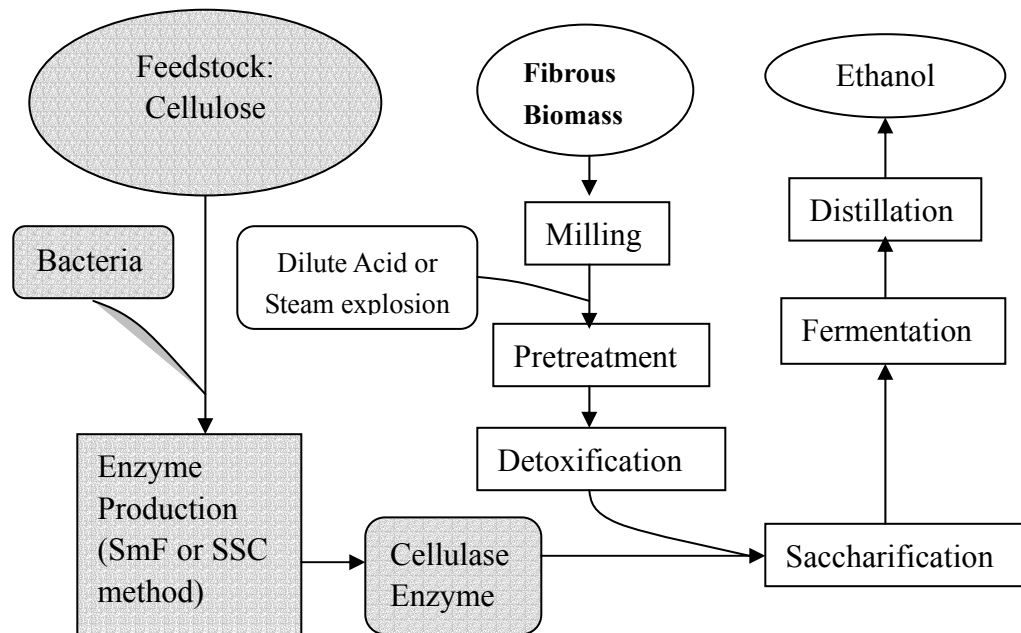 Feedstock:
Cellulose
Fibrous
Biomass
Ethanol
Bacteria
Dilute Acid or
Steam explosion
Milling
Distillation
Pretreatment
Fermentation
Detoxification
Enzyme
Production
(SmF or SSC
method)
Cellulase
Enzyme
Saccharification